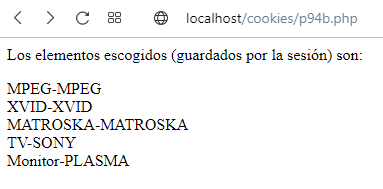 localhost/cookies/p94b.php
Los elementos escogidos (guardados por la sesión) son:
MPEG-MPEG
XVID-XVID
MATROSKA-MATROSKA
TV-SONY
Monitor-PLASMA